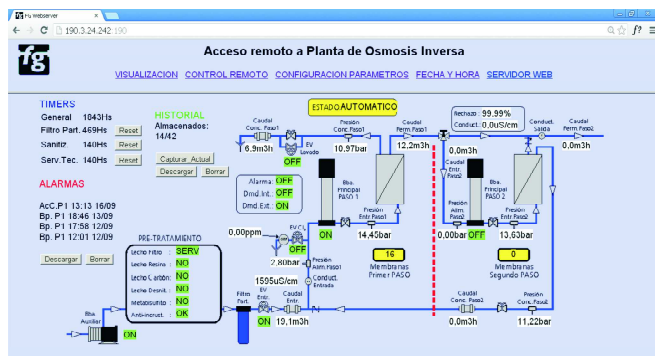 Fg Webserver
190.3.24.242:190
fg
Acceso remoto a Planta de Osmosis Inversa
VISUALIZACION CONTROL REMOTO CONFIGURACION PARAMETROS FECHA Y HORA SERVIDOR WEB
TIMERS
General 1843Hs
Filtro Part. 469Hs Reset
Sanitiz. 140Hs Reset
Serv.Tec. 140Hs Reset
ALARMAS
AcC.P1 13:13 16/09
Bp. P1 18:46 13/09
Bp. P1 17:58 12/09
Bp. P1 12:01 12/09
Descargar Borrar
HISTORIAL
Almacenados:
14/42
Capturar Actual
Descargar Borrar
ESTADO:AUTOMATICO
Caudal
Conc. Paso1
6.9m3h
EV
Lavado
OFF
Presión
Conc.Paso1
10,97bar
Caudal
Perm.Paso1
12,2m3h
Rechazo : 99,99%
Conduct.: 0,0uS/cm
Conduct.
Salida
Caudal
Perm. Paso2
0,0m3h
Alarma: OFF
Dmd.Int.: OFF
Dmd.Ext.: ON
Bba.
Principal
PASO 1
ON
Presión
Entr.Paso1
14,45bar
16
Membranas
Primer PASO
0,0m3h
Caudal
Entr.
Paso2
Presión
Alim.
Paso2
0,00bar
Bba.
Principal
PASO 2
OFF
Presión
Entr.Paso2
13,63bar
0
Membranas
Segundo PASO
PRE-TRATAMIENTO
Lecho Filtro : SERV
Lecho Resina : NO
Lecho Carbón: NO
Lecho Desnit.: NO
Metabisulfito : NO
Anti-incrust. : OK
0,00ppm
EV CL
OFF
2,80bar
Presión
Alim.Paso1
1595uS/cm
Conduct.
Entrada
Bba.
Auxiliar
ON
Filtro
Part.
EV
Entr.
ON
Caudal
Entr.
19,1m3h
Caudal
Conc. Paso2
0,0m3h
Presión
Conc. Paso2
11,22bar